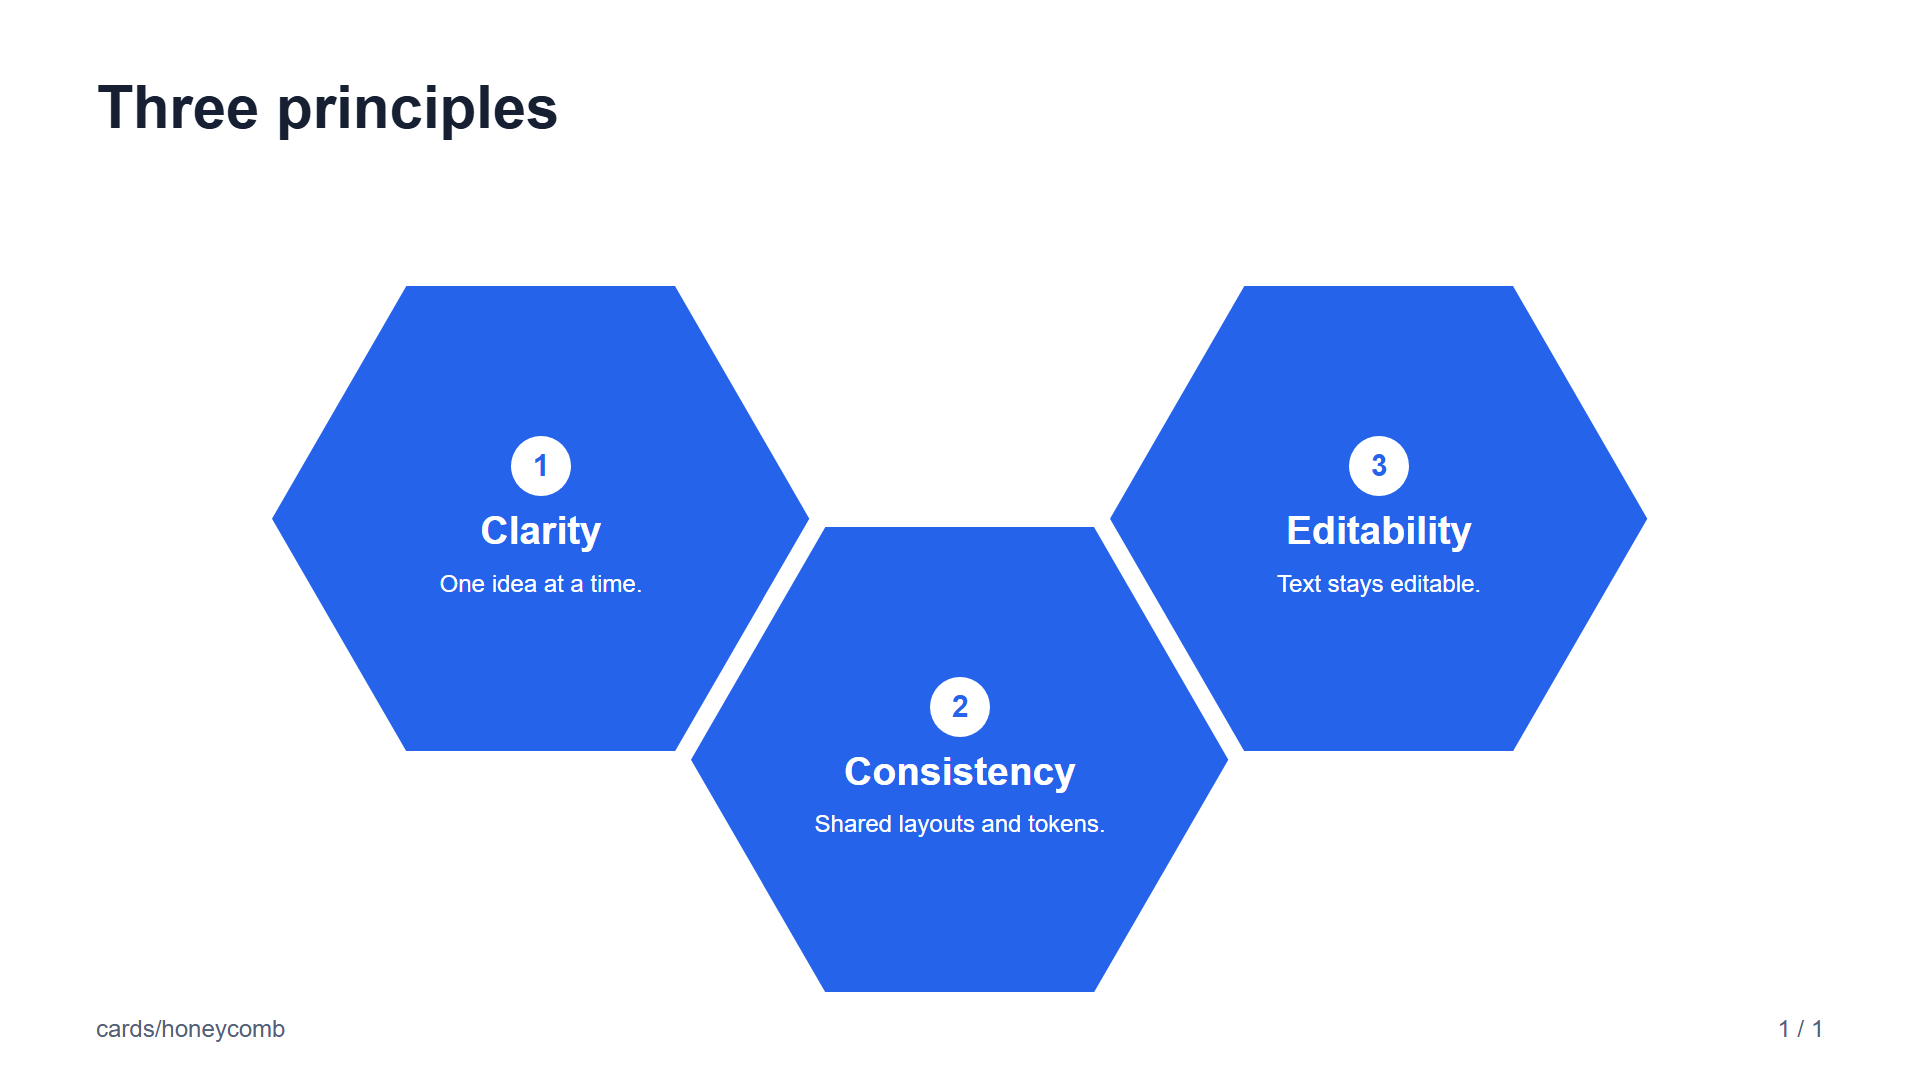 Three principles
1
Clarity
One idea at a time.
2
Consistency
Shared layouts and tokens.
3
Editability
Text stays editable.
cards/honeycomb
1 / 1